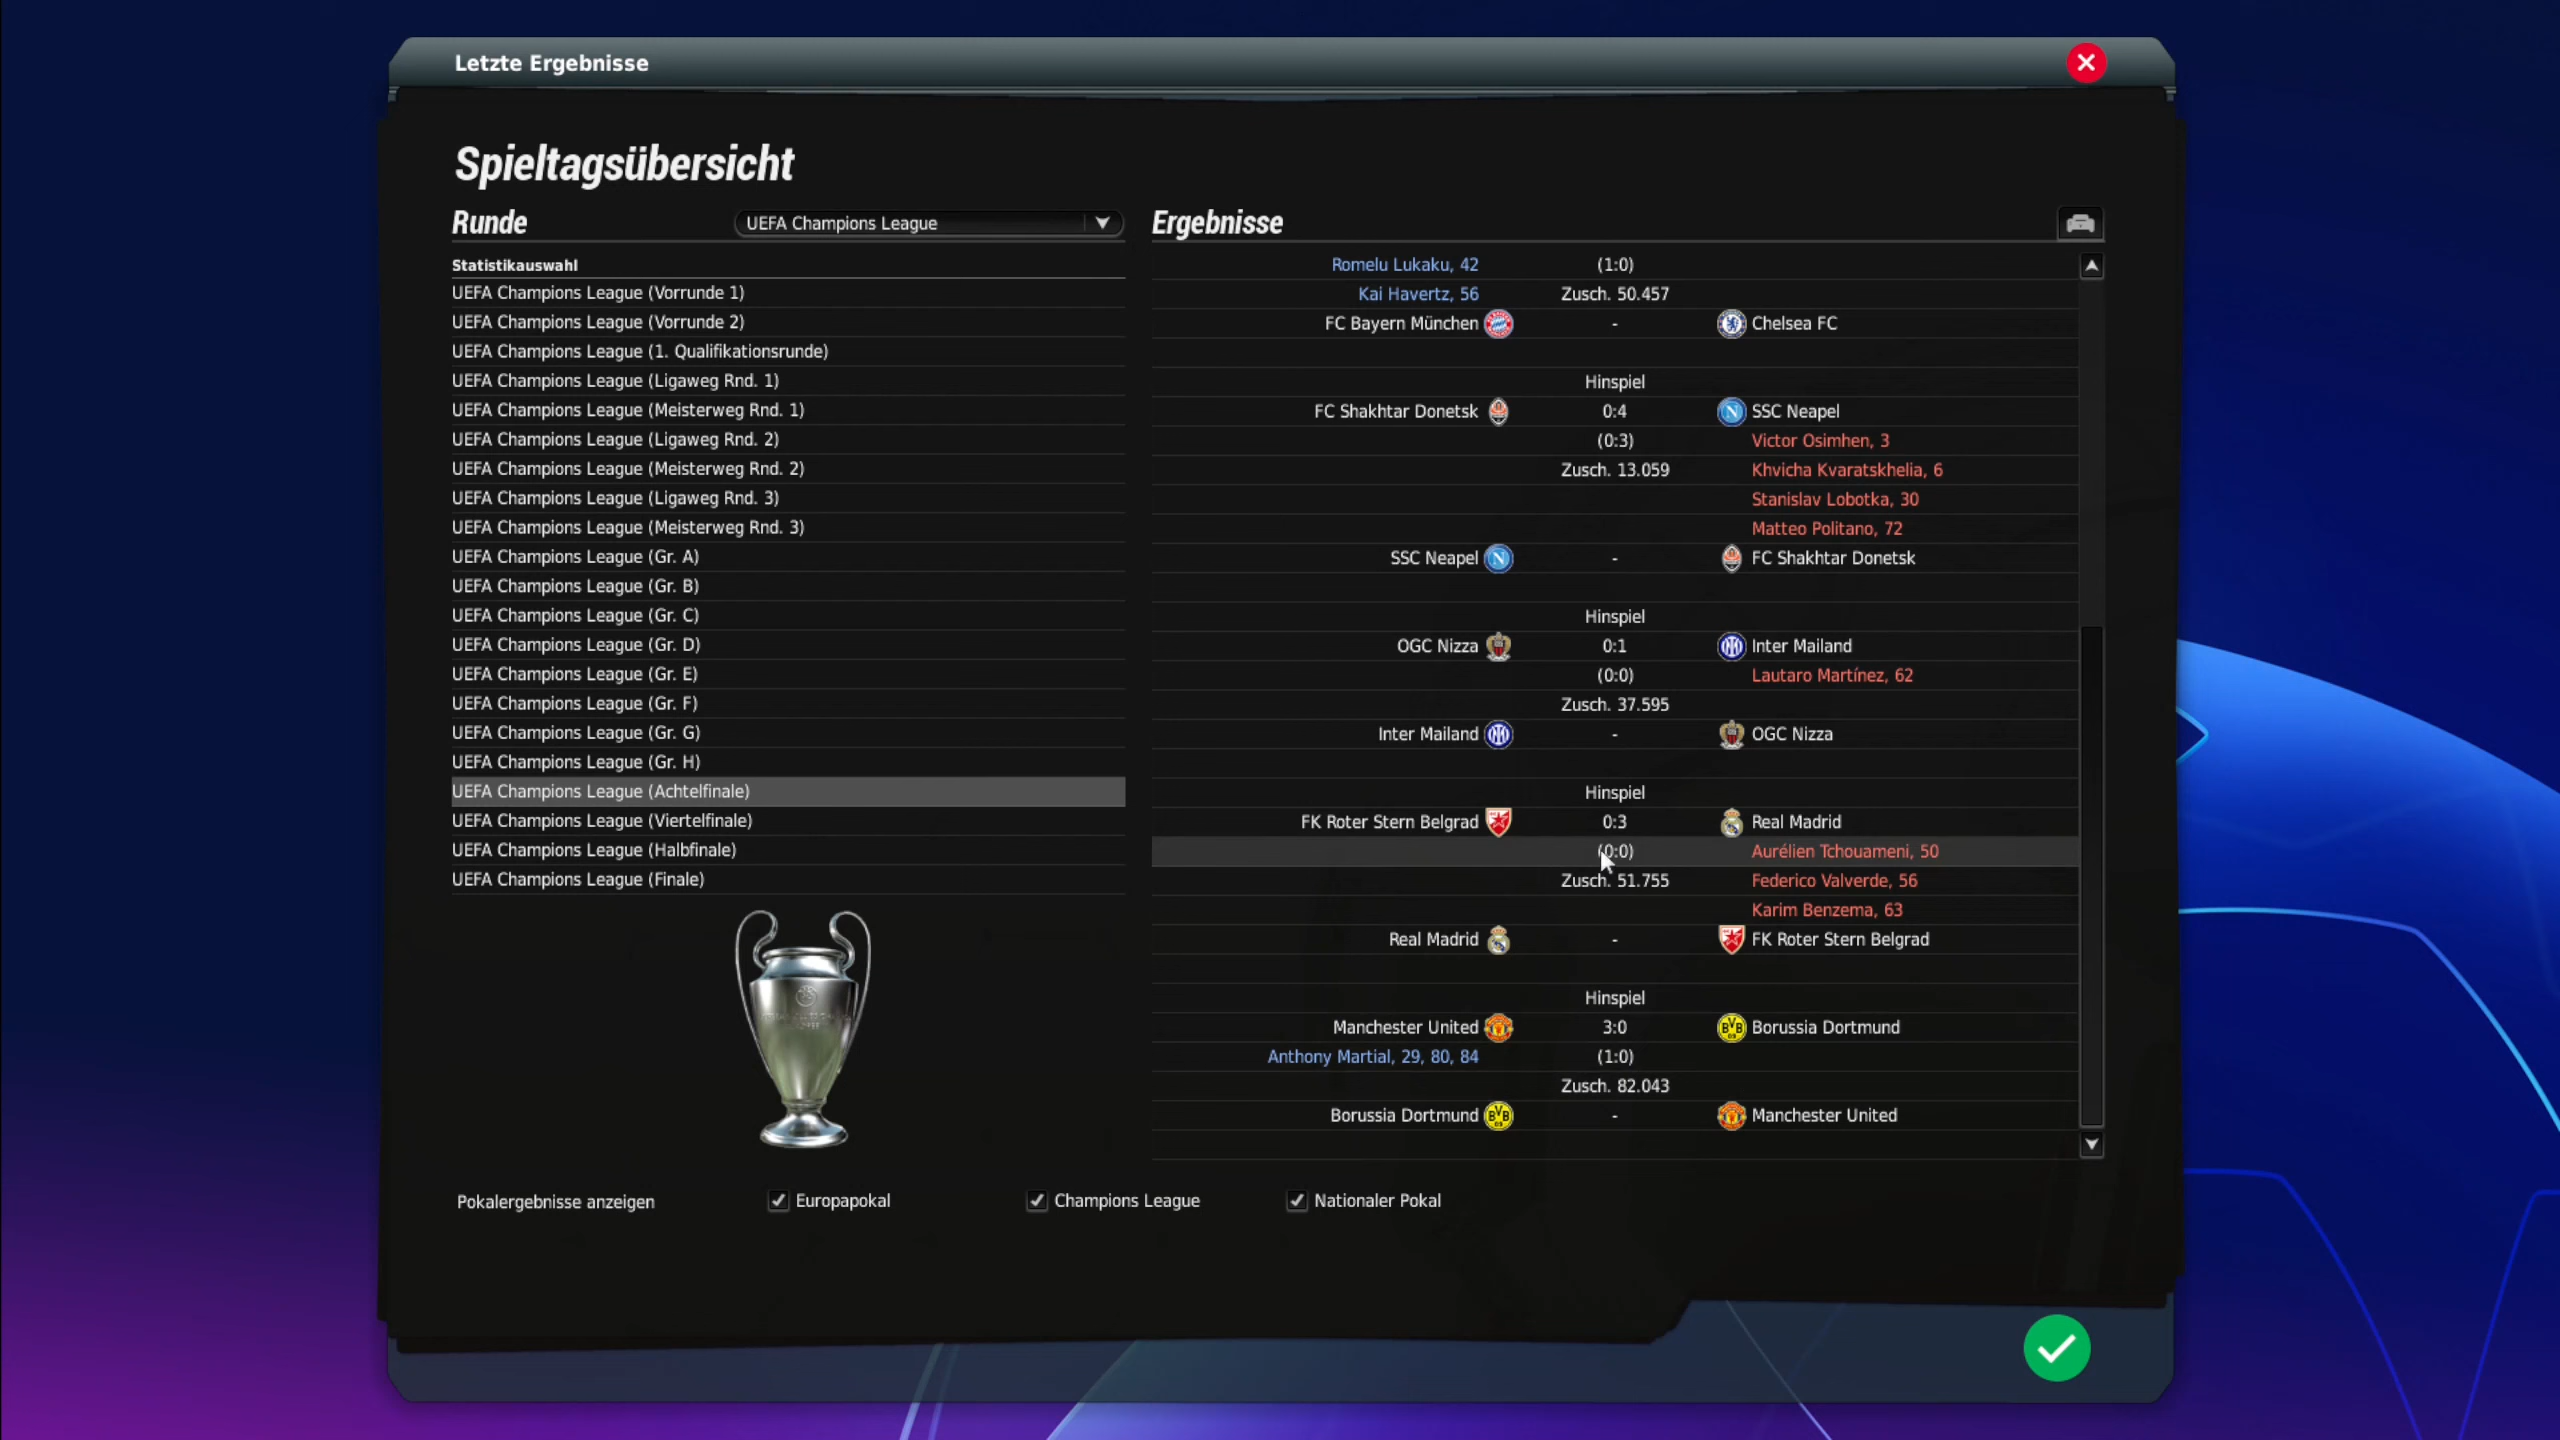 Letzte Ergebnisse
Spieltagsübersicht
Runde
UEFA Champions League
Statistikauswahl
UEFA Champions League (Vorrunde 1)
UEFA Champions League (Vorrunde 2)
UEFA Champions League (1. Qualifikationsrunde)
UEFA Champions League (Ligaweg Rnd. 1)
UEFA Champions League (Meisterweg Rnd. 1)
UEFA Champions League (Ligaweg Rnd. 2)
UEFA Champions League (Meisterweg Rnd. 2)
UEFA Champions League (Ligaweg Rnd. 3)
UEFA Champions League (Meisterweg Rnd. 3)
UEFA Champions League (Gr. A)
UEFA Champions League (Gr. B)
UEFA Champions League (Gr. C)
UEFA Champions League (Gr. D)
UEFA Champions League (Gr. E)
UEFA Champions League (Gr. F)
UEFA Champions League (Gr. G)
UEFA Champions League (Gr. H)
UEFA Champions League (Achtelfinale)
UEFA Champions League (Viertelfinale)
UEFA Champions League (Halbfinale)
UEFA Champions League (Finale)
Ergebnisse
Romelu Lukaku, 42 (1:0)
Kai Havertz, 56 Zusch. 50.457
FC Bayern München - Chelsea FC
Hinspiel
FC Shakhtar Donetsk 0:4 SSC Neapel
(0:3) Victor Osimhen, 3
Zusch. 13.059 Khvicha Kvaratskhelia, 6
Stanislav Lobotka, 30
Matteo Politano, 72
SSC Neapel - FC Shakhtar Donetsk
Hinspiel
OGC Nizza 0:1 Inter Mailand
(0:0) Lautaro Martínez, 62
Zusch. 37.595
Inter Mailand - OGC Nizza
Hinspiel
FK Roter Stern Belgrad 0:3 Real Madrid
(0:0) Aurélien Tchouameni, 50
Zusch. 51.755 Federico Valverde, 56
Karim Benzema, 63
Real Madrid - FK Roter Stern Belgrad
Hinspiel
Manchester United 3:0 Borussia Dortmund
Anthony Martial, 29, 80, 84 (1:0)
Zusch. 82.043
Borussia Dortmund - Manchester United
Pokalergebnisse anzeigen Europapokal Champions League Nationaler Pokal